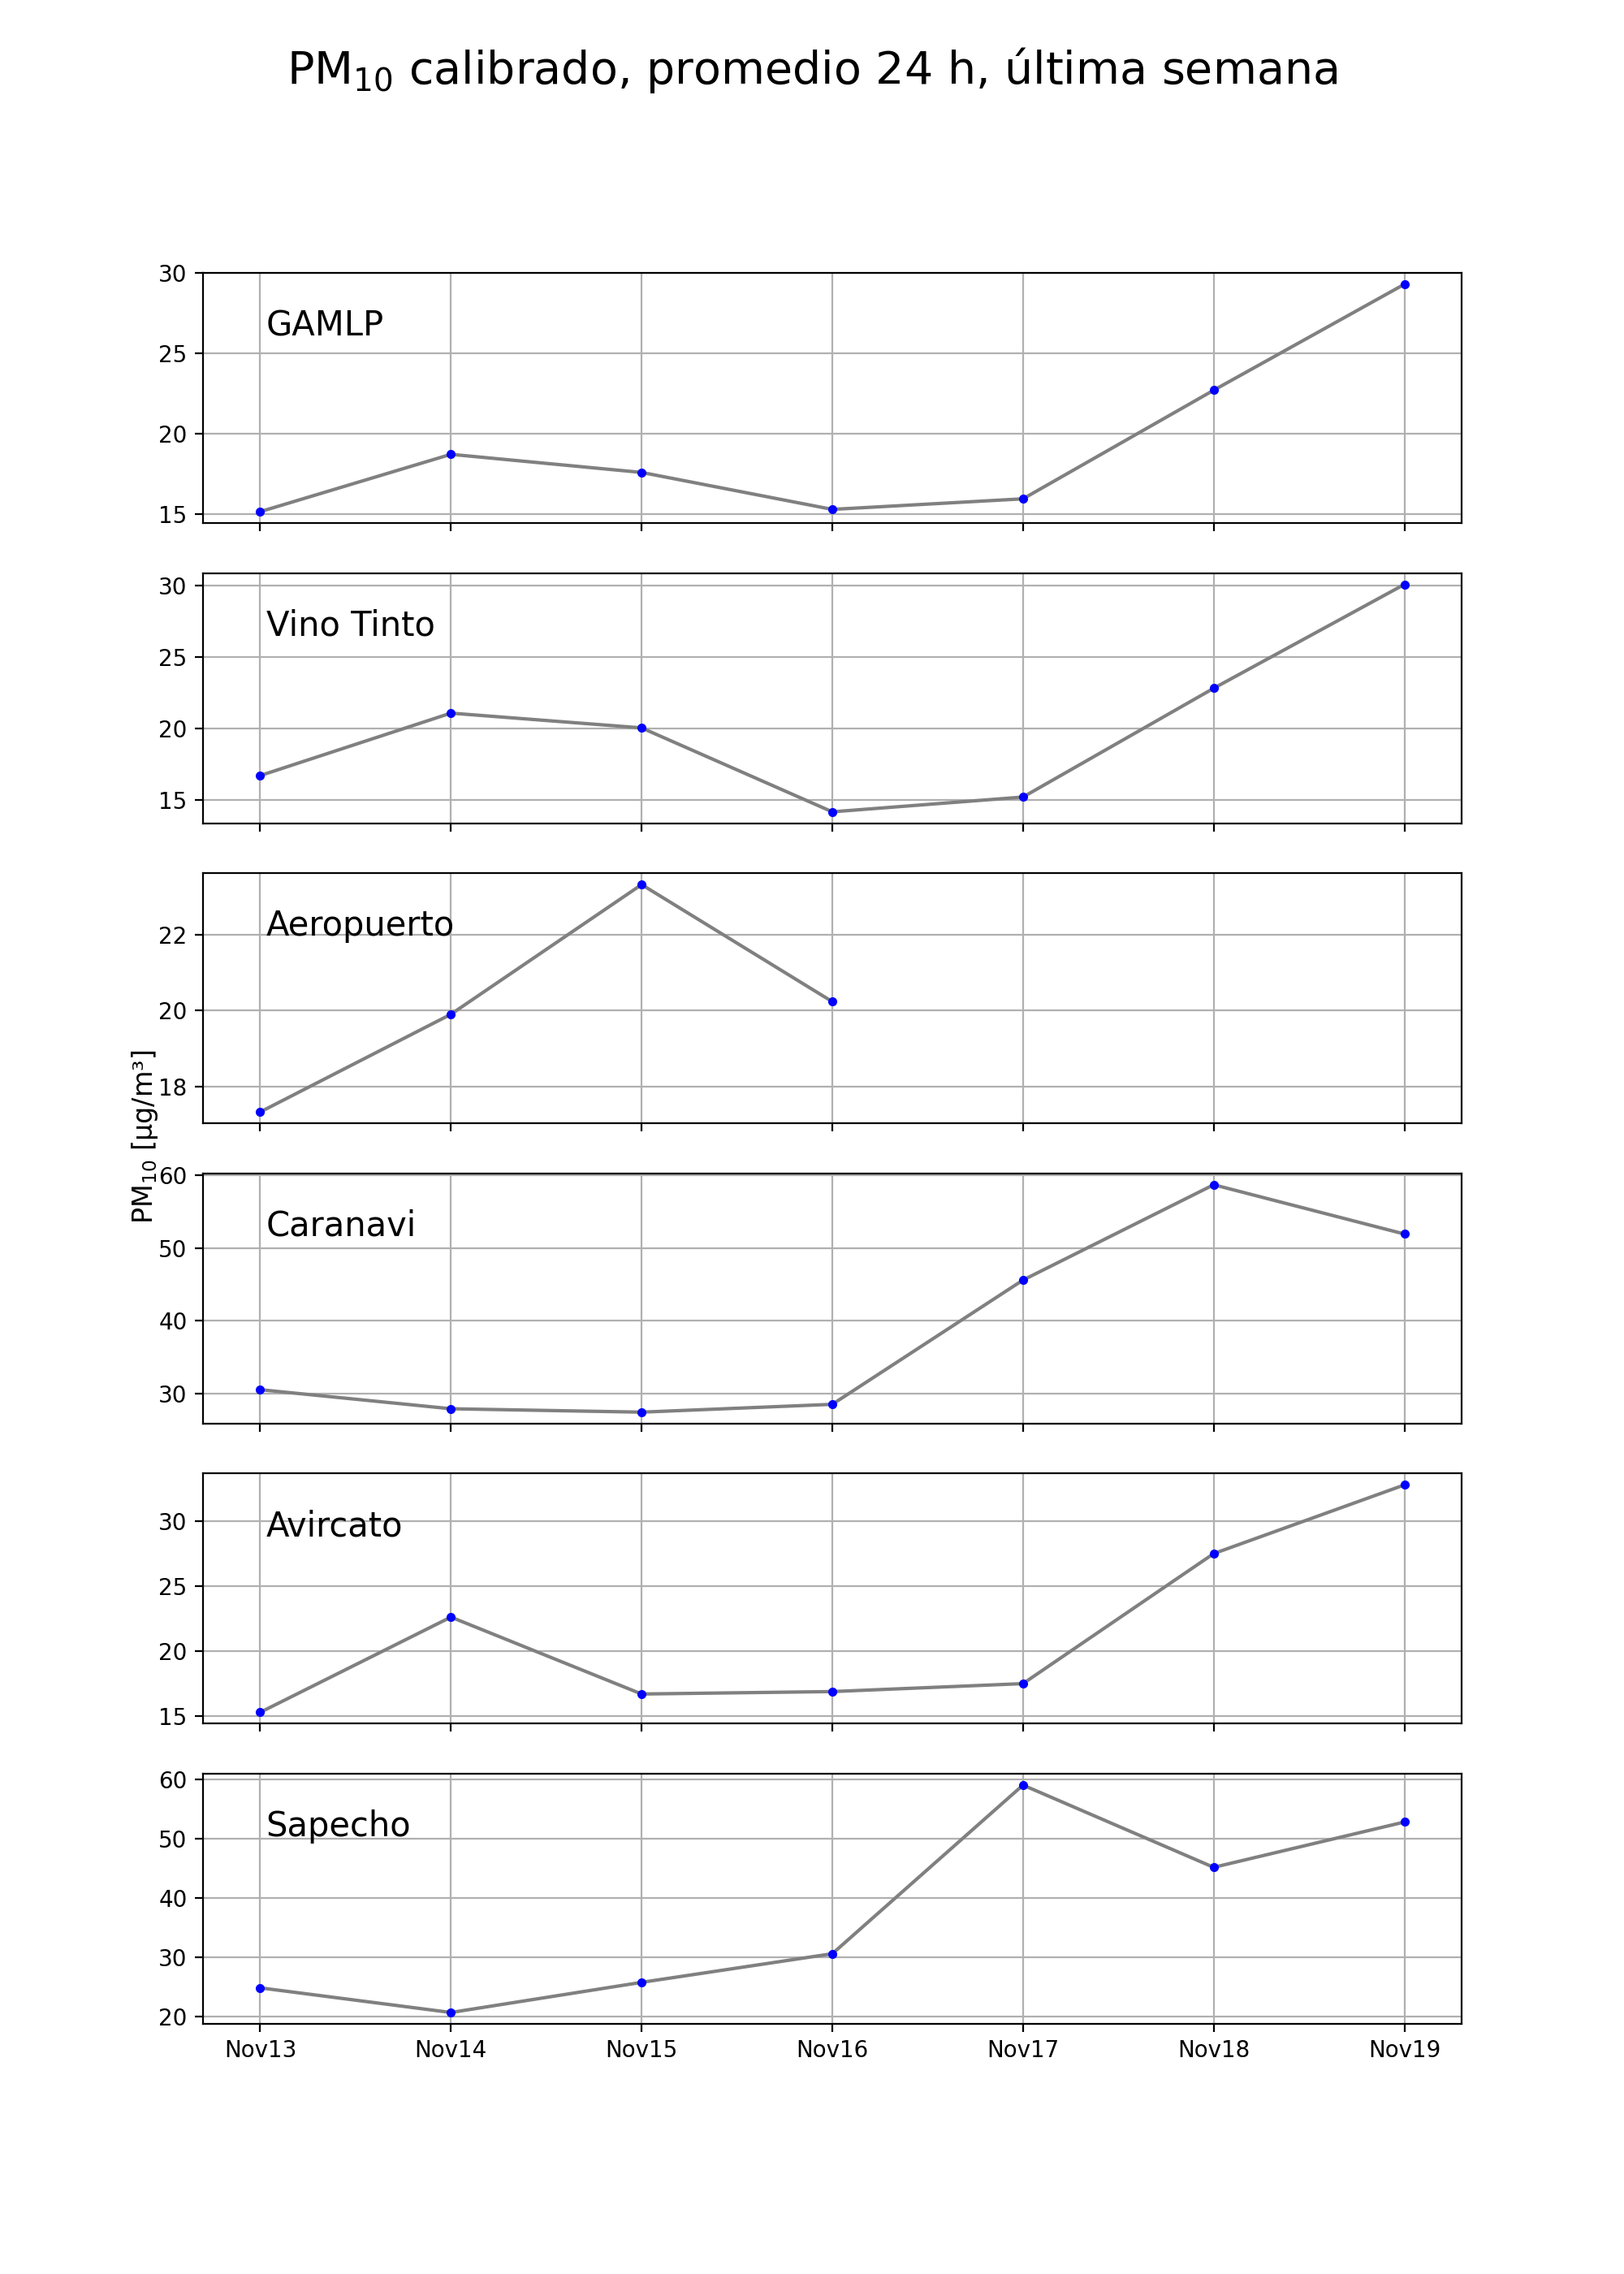 PM₁₀ calibrado, promedio 24 h, última semana
30
25
20
15
GAMLP
30
25
20
15
Vino Tinto
22
20
18
Aeropuerto
PM₁₀ [µg/m³]
60
50
40
30
Caranavi
30
25
20
15
Avircato
60
50
40
30
20
Sapecho
Nov13 Nov14 Nov15 Nov16 Nov17 Nov18 Nov19